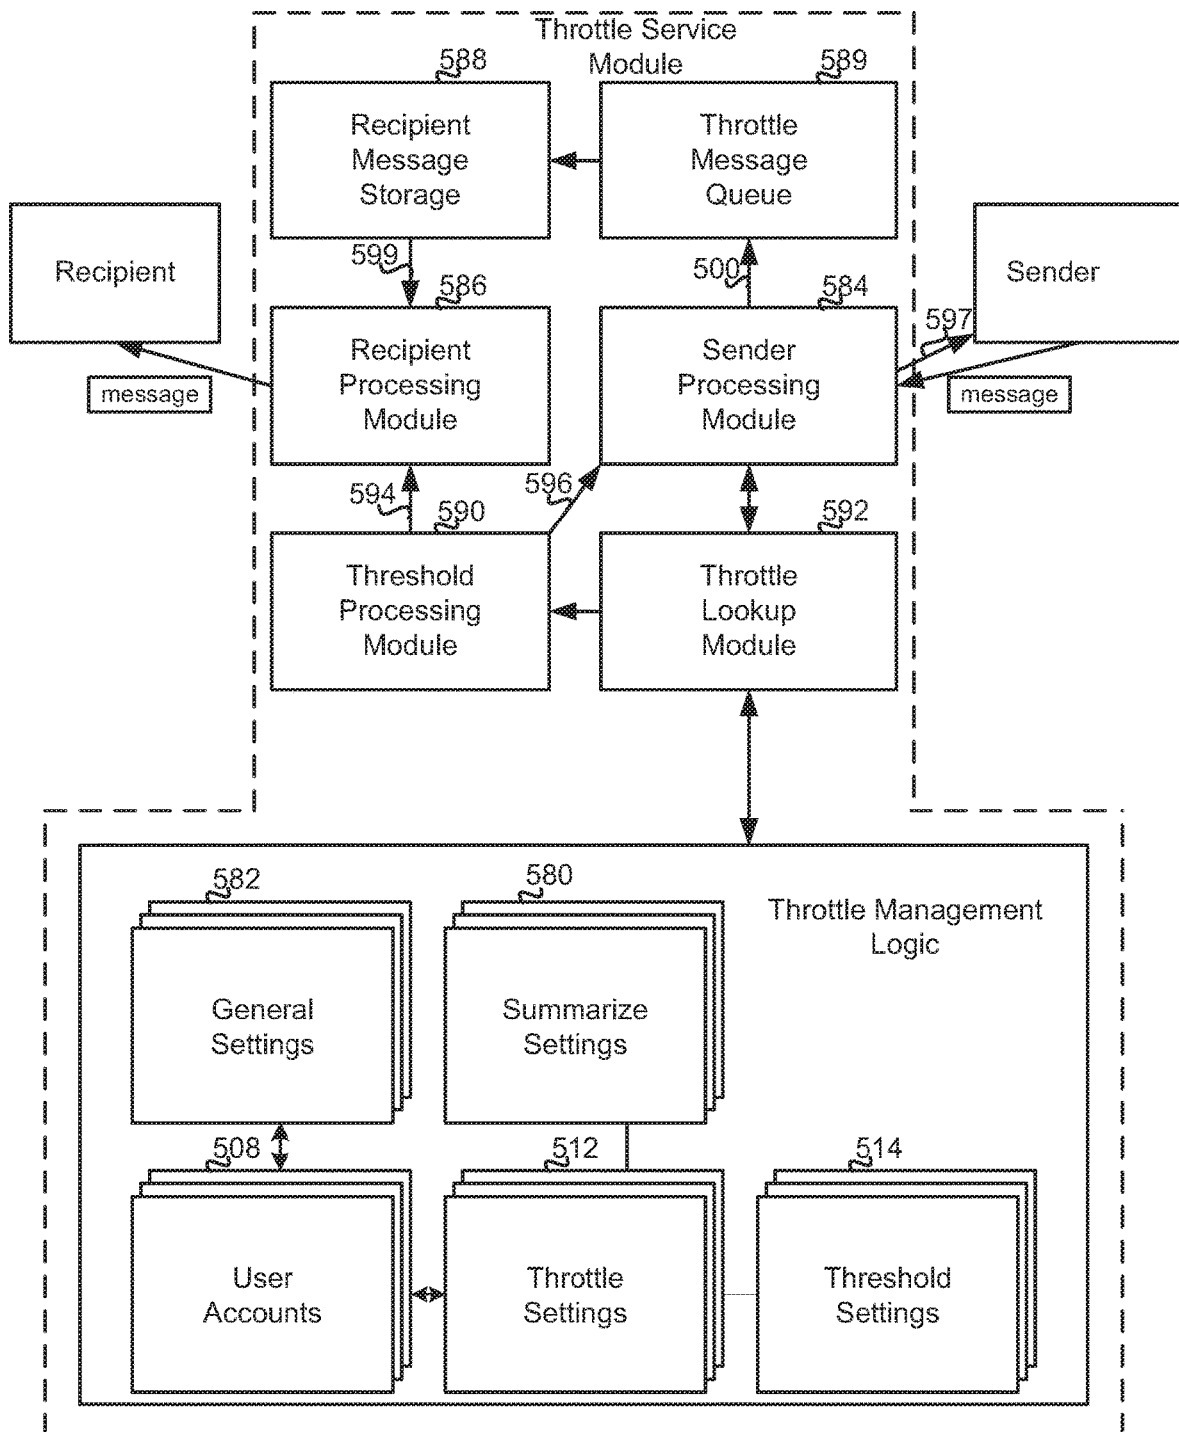 Throttle Service
Module
588
589
Recipient
Message
Storage
Throttle
Message
Queue
Recipient
Sender
599
500
586
584
597
Recipient
Processing
Module
Sender
Processing
Module
message
message
594
596
590
592
Threshold
Processing
Module
Throttle
Lookup
Module
582
580
Throttle Management
Logic
General
Settings
Summarize
Settings
508
512
514
User
Accounts
Throttle
Settings
Threshold
Settings